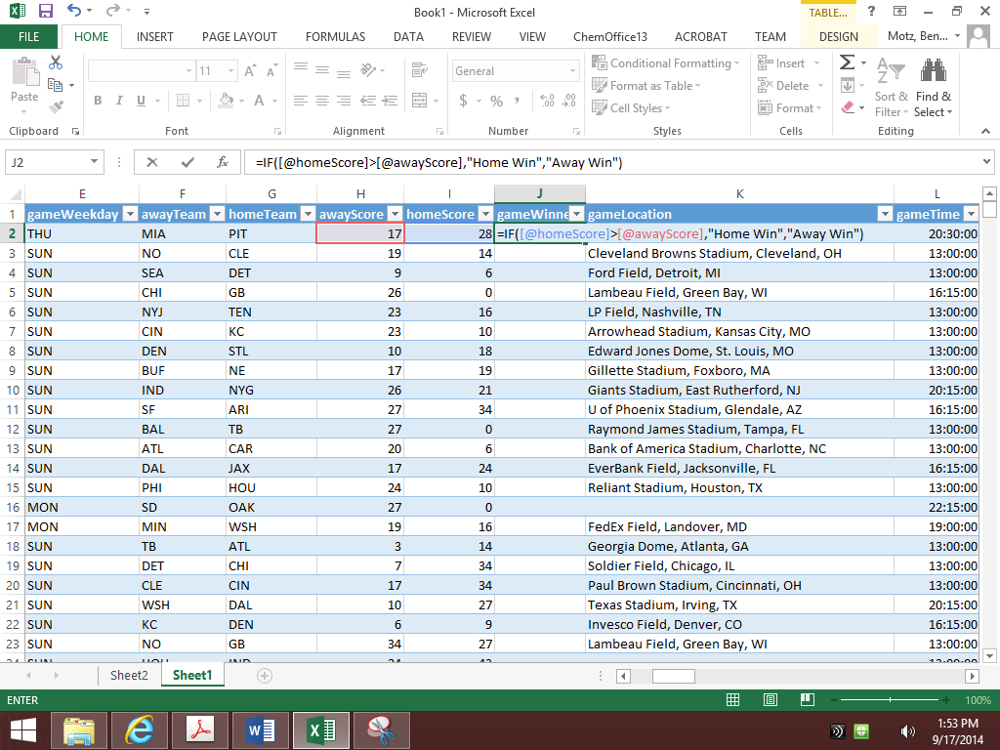 Book1 - Microsoft Excel
TABLE...
?
FILE HOME INSERT PAGE LAYOUT FORMULAS DATA REVIEW VIEW ChemOffice13 ACROBAT TEAM DESIGN Motz, Ben...
Paste
11
B I U
General
$ % ,
Conditional Formatting
Format as Table
Cell Styles
Insert
Delete
Format
Sort & Filter
Find & Select
Clipboard Font Alignment Number Styles Cells Editing
J2 fx =IF([@homeScore]>[@awayScore],"Home Win","Away Win")
E F G H I J K L
1 gameWeekday awayTeam homeTeam awayScore homeScore gameWinne gameLocation gameTime
2 THU MIA PIT 17 28 =IF([@homeScore]>[@awayScore],"Home Win","Away Win") 20:30:00
3 SUN NO CLE 19 14 Cleveland Browns Stadium, Cleveland, OH 13:00:00
4 SUN SEA DET 9 6 Ford Field, Detroit, MI 13:00:00
5 SUN CHI GB 26 0 Lambeau Field, Green Bay, WI 16:15:00
6 SUN NYJ TEN 23 16 LP Field, Nashville, TN 13:00:00
7 SUN CIN KC 23 10 Arrowhead Stadium, Kansas City, MO 13:00:00
8 SUN DEN STL 10 18 Edward Jones Dome, St. Louis, MO 13:00:00
9 SUN BUF NE 17 19 Gillette Stadium, Foxboro, MA 13:00:00
10 SUN IND NYG 26 21 Giants Stadium, East Rutherford, NJ 20:15:00
11 SUN SF ARI 27 34 U of Phoenix Stadium, Glendale, AZ 16:15:00
12 SUN BAL TB 27 0 Raymond James Stadium, Tampa, FL 13:00:00
13 SUN ATL CAR 20 6 Bank of America Stadium, Charlotte, NC 13:00:00
14 SUN DAL JAX 17 24 EverBank Field, Jacksonville, FL 16:15:00
15 SUN PHI HOU 24 10 Reliant Stadium, Houston, TX 13:00:00
16 MON SD OAK 27 0 22:15:00
17 MON MIN WSH 19 16 FedEx Field, Landover, MD 19:00:00
18 SUN TB ATL 3 14 Georgia Dome, Atlanta, GA 13:00:00
19 SUN DET CHI 7 34 Soldier Field, Chicago, IL 13:00:00
20 SUN CLE CIN 17 34 Paul Brown Stadium, Cincinnati, OH 13:00:00
21 SUN WSH DAL 10 27 Texas Stadium, Irving, TX 20:15:00
22 SUN KC DEN 6 9 Invesco Field, Denver, CO 16:15:00
23 SUN NO GB 34 27 Lambeau Field, Green Bay, WI 13:00:00
Sheet2 Sheet1
ENTER 100%
1:53 PM
9/17/2014